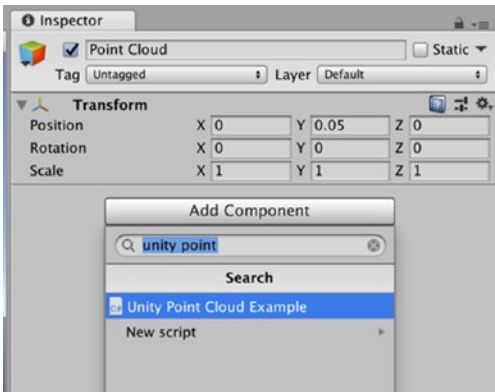 Inspector
Point Cloud Static
Tag Untagged Layer Default
Transform
Position X 0 Y 0.05 Z 0
Rotation X 0 Y 0 Z 0
Scale X 1 Y 1 Z 1
Add Component
unity point
Search
C# Unity Point Cloud Example
New script